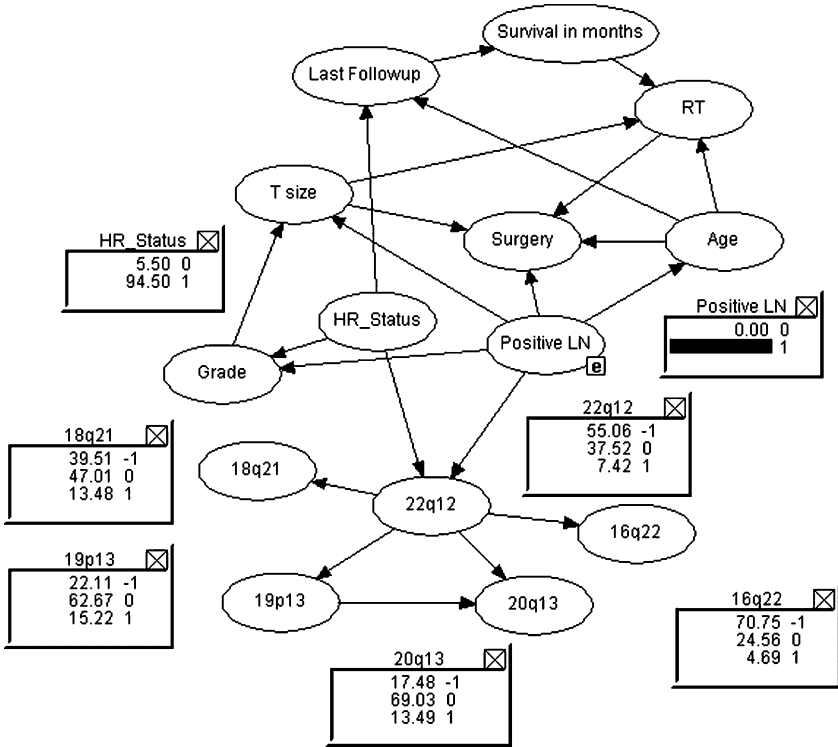 Survival in months
Last Followup
RT
T size
Surgery
Age
HR_Status
5.50 0
94.50 1
HR_Status
Positive LN
e
Positive LN
0.00 0
1
Grade
22q12
55.06 -1
37.52 0
7.42 1
18q21
39.51 -1
47.01 0
13.48 1
18q21
22q12
16q22
19p13
22.11 -1
62.67 0
15.22 1
19p13
20q13
16q22
70.75 -1
24.56 0
4.69 1
20q13
17.48 -1
69.03 0
13.49 1